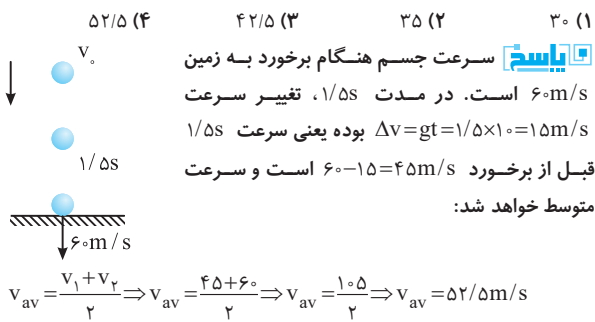 ۱) ۳۰ ۲) ۳۵ ۳) ۴۲/۵ ۴) ۵۲/۵
پاسخ سرعت جسم هنگام برخورد به زمین
۶۰m/s است. در مدت ۱/۵s، تغییر سرعت
Δv=gt=۱/۵×۱۰=۱۵m/s بوده یعنی سرعت ۱/۵s
قبل از برخورد ۶۰−۱۵=۴۵m/s است و سرعت
متوسط خواهد شد:
v۰
۱/۵s
۶۰m/s
v_av = (v۱+v۲)/۲ ⇒ v_av = (۴۵+۶۰)/۲ ⇒ v_av = ۱۰۵/۲ ⇒ v_av = ۵۲/۵m/s